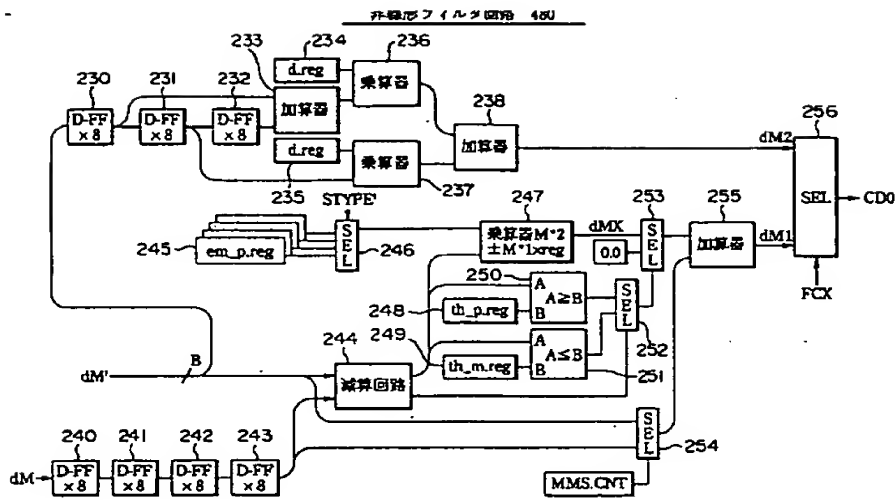 非線形フィルタ回路 480
233 234 236
230 231 232
d.reg
乗算器
加算器
238
256
D-FF ×8
D-FF ×8
D-FF ×8
加算器
dM2
d.reg
乗算器
235
237
SEL
CD0
STYPE'
247
253
255
245
em_p.reg
SEL
246
乗算器M*2
±M*1×reg
dMX
0.0
SEL
加算器
dM1
250
FCX
248
th_p.reg
A
B
A≥B
SEL
252
249
244
th_m.reg
A
B
A≤B
251
dM'
B
減算回路
240 241 242 243
SEL
254
dM
D-FF ×8
D-FF ×8
D-FF ×8
D-FF ×8
MMS.CNT